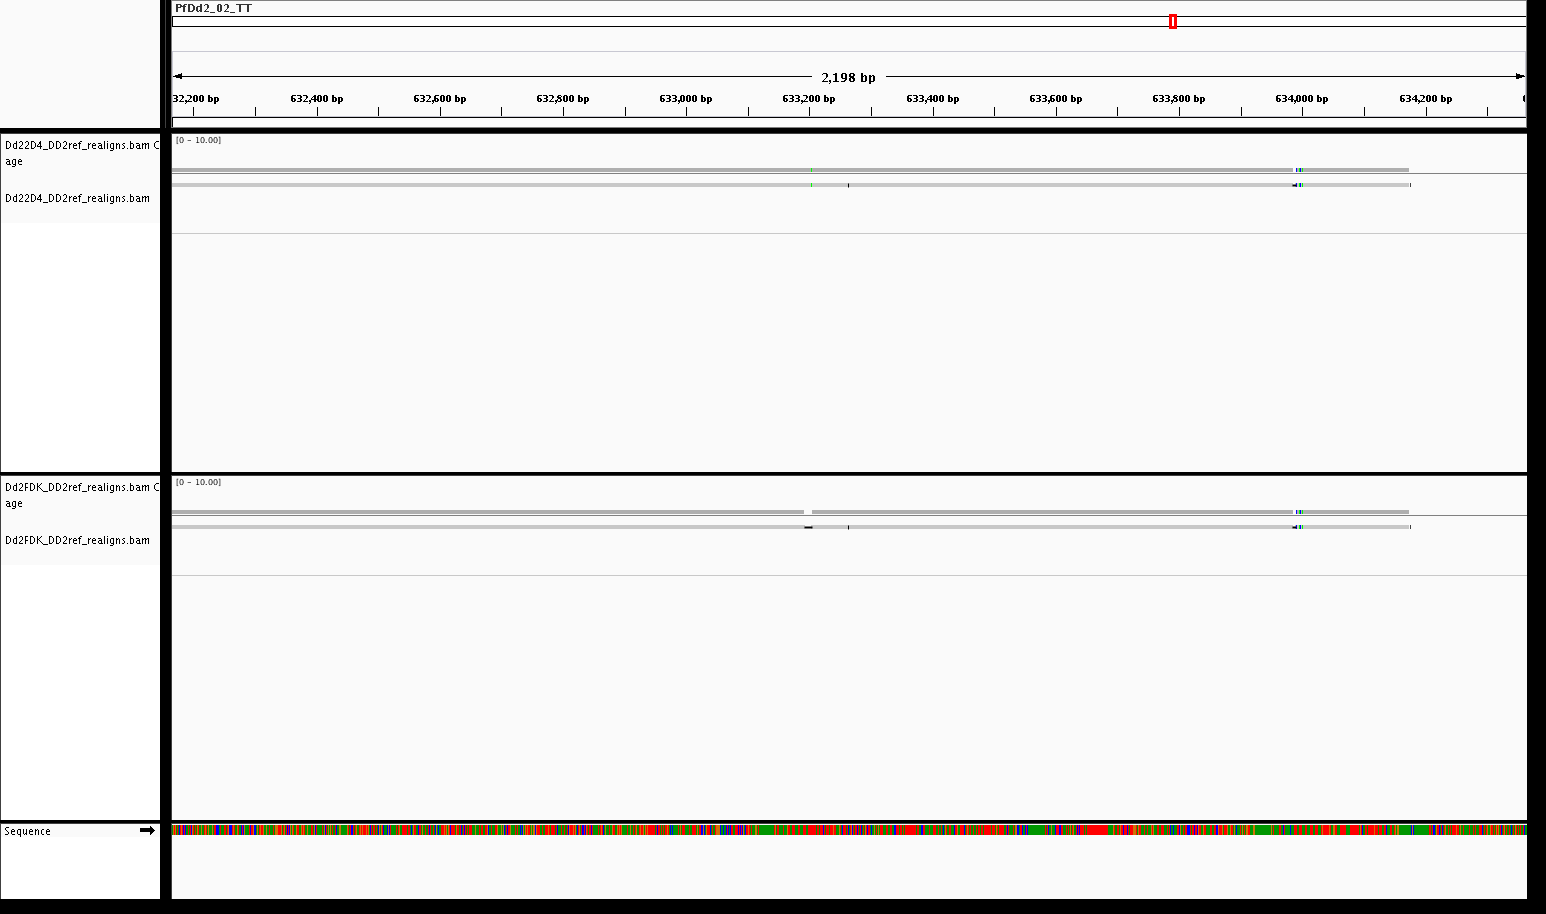 PfDd2_02_TT
2,198 bp
32,200 bp 632,400 bp 632,600 bp 632,800 bp 633,000 bp 633,200 bp 633,400 bp 633,600 bp 633,800 bp 634,000 bp 634,200 bp
Dd22D4_DD2ref_realigns.bam C
age
[0 - 10.00]
Dd22D4_DD2ref_realigns.bam
Dd2FDK_DD2ref_realigns.bam C
age
[0 - 10.00]
Dd2FDK_DD2ref_realigns.bam
Sequence